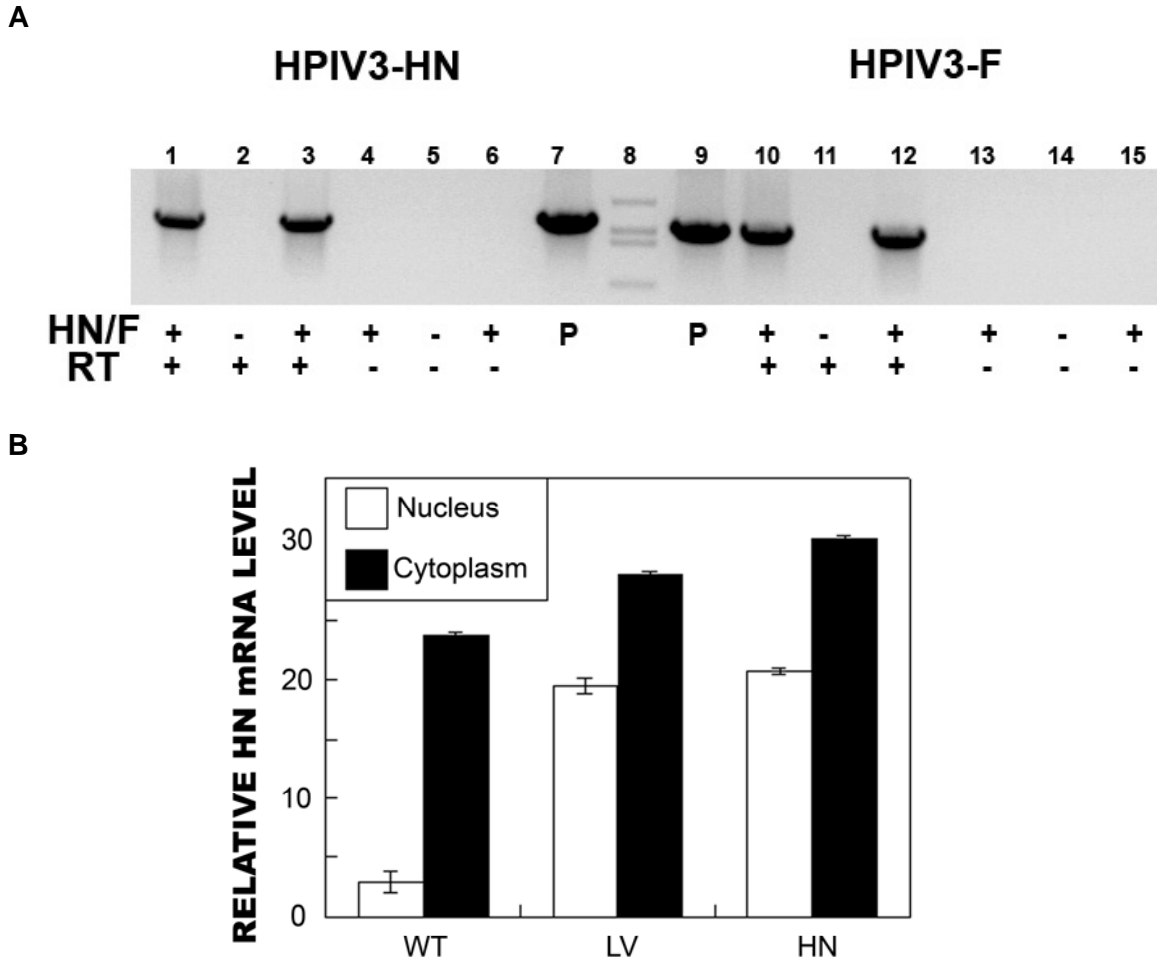 A
HPIV3-HN HPIV3-F
1 2 3 4 5 6 7 8 9 10 11 12 13 14 15
HN/F + - + + - + P P + - + + - +
RT + + + - - - + + + - - -
B
RELATIVE HN mRNA LEVEL
Nucleus
Cytoplasm
30
20
10
0
WT LV HN